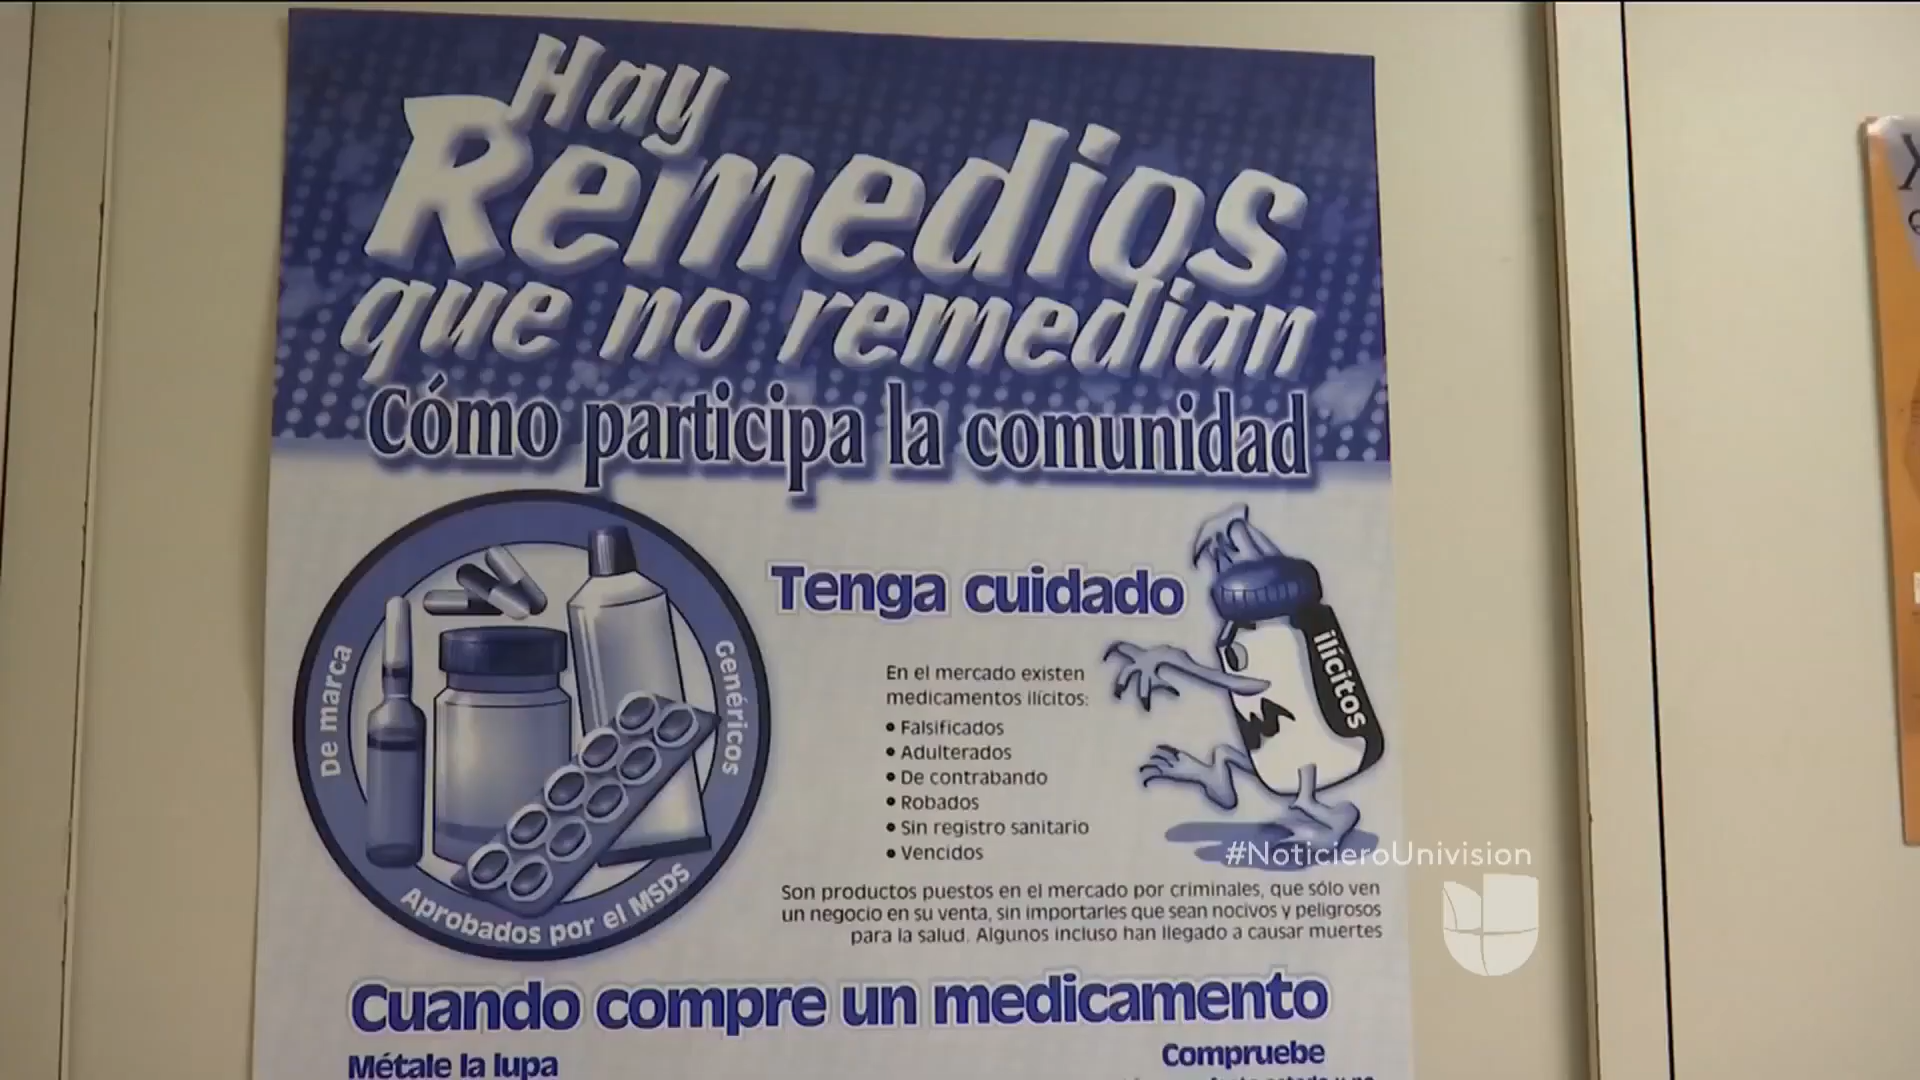 Hay
Remedios
que no remedian
Cómo participa la comunidad
De marca
Genéricos
Aprobados por el MSDS
Tenga cuidado
ilícitos
En el mercado existen
medicamentos ilícitos:
• Falsificados
• Adulterados
• De contrabando
• Robados
• Sin registro sanitario
• Vencidos
#NoticieroUnivision
Son productos puestos en el mercado por criminales, que sólo ven
un negocio en su venta, sin importarles que sean nocivos y peligrosos
para la salud. Algunos incluso han llegado a causar muertes
Cuando compre un medicamento
Métale la lupa
Compruebe